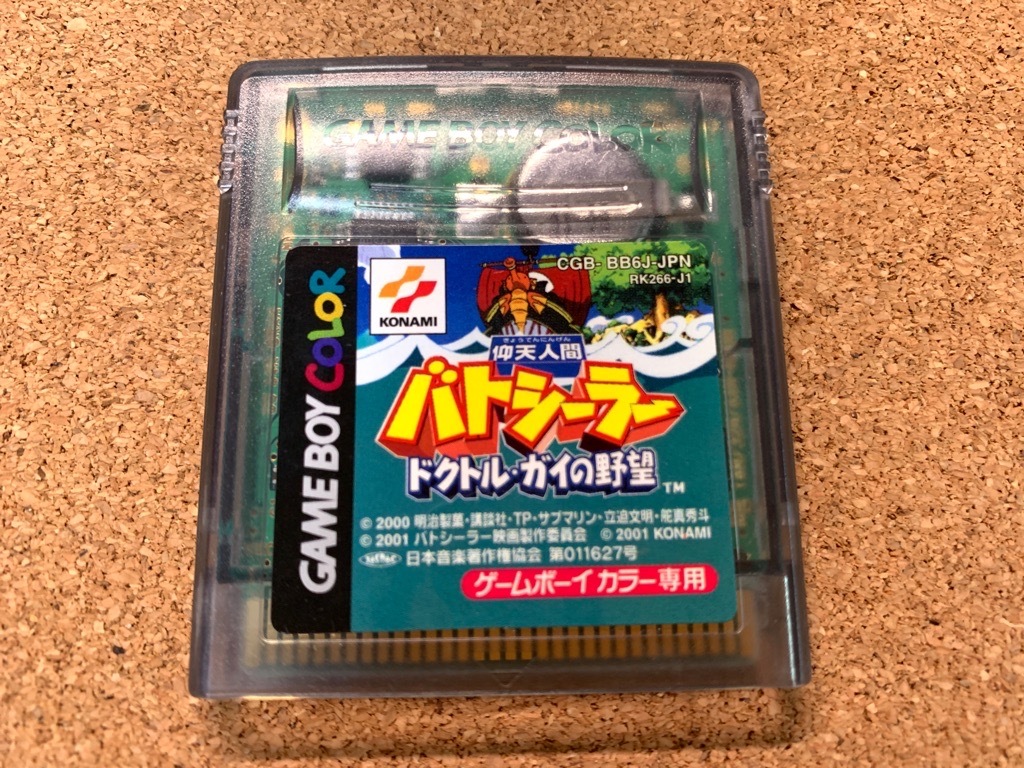 GAME BOY COLOR
GAME BOY COLOR
KONAMI
CGB- BB6J-JPN
RK266-J1
ぎょうてんにんげん
仰天人間
バトシーラー
ドクトル・ガイの野望 ™
© 2000 明治製菓・講談社・TP・サブマリン・立迫文明・舵真秀斗
© 2001 バトシーラー映画製作委員会 © 2001 KONAMI
日本音楽著作権協会 第011627号
ゲームボーイ カラー専用